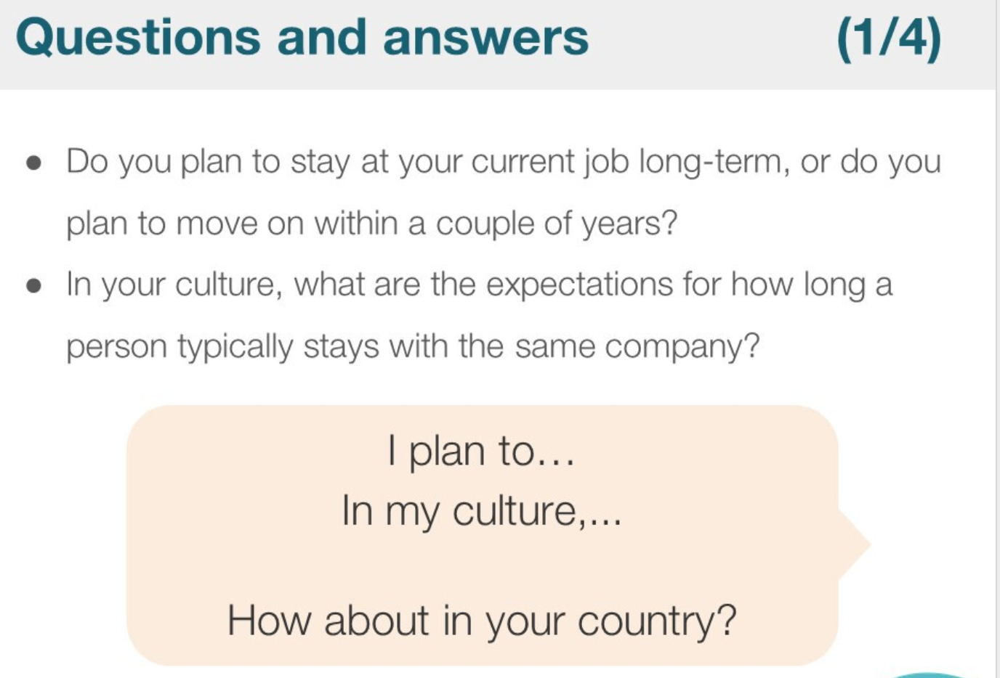 Questions and answers (1/4)
● Do you plan to stay at your current job long-term, or do you
plan to move on within a couple of years?
● In your culture, what are the expectations for how long a
person typically stays with the same company?
I plan to...
In my culture,...
How about in your country?